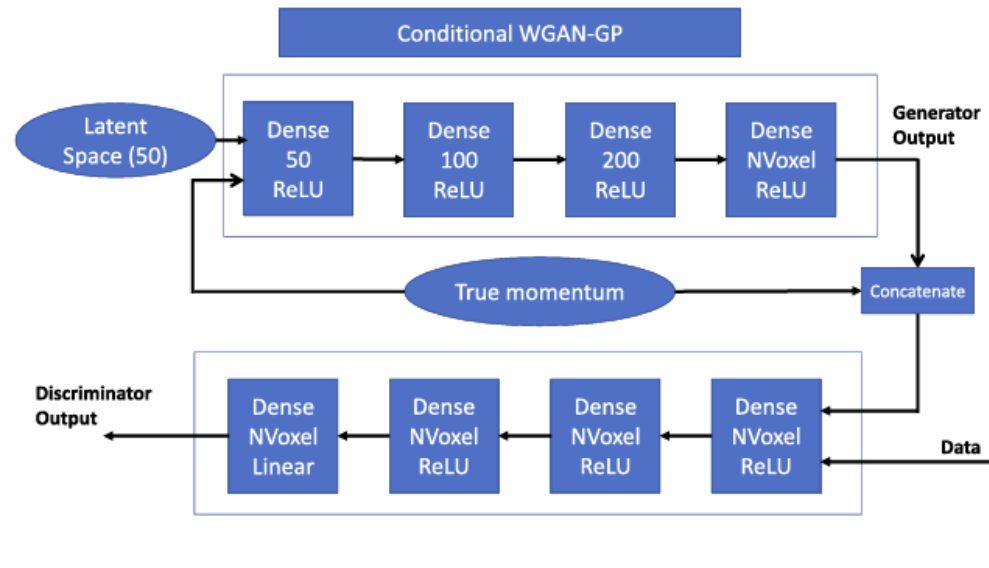 Conditional WGAN-GP
Latent
Space (50)
Dense
50
ReLU
Dense
100
ReLU
Dense
200
ReLU
Dense
NVoxel
ReLU
Generator
Output
True momentum
Concatenate
Discriminator
Output
Dense
NVoxel
Linear
Dense
NVoxel
ReLU
Dense
NVoxel
ReLU
Dense
NVoxel
ReLU
Data